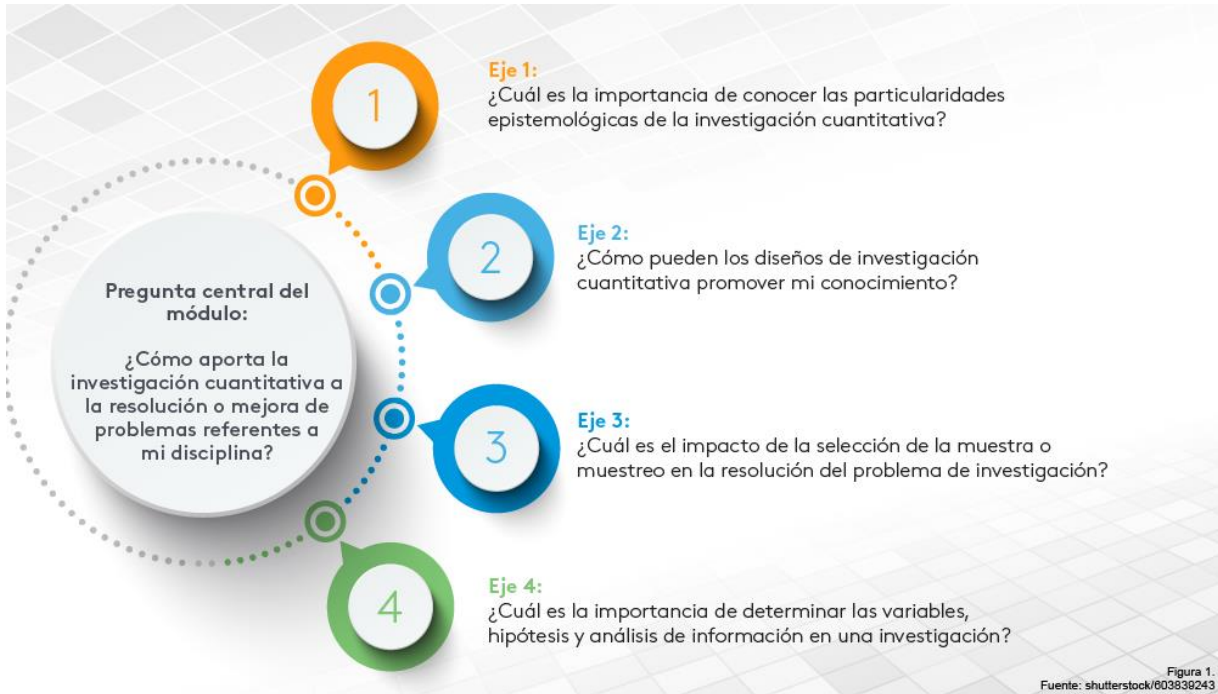 1
Eje 1:
¿Cuál es la importancia de conocer las particularidades
epistemológicas de la investigación cuantitativa?
2
Eje 2:
¿Cómo pueden los diseños de investigación
cuantitativa promover mi conocimiento?
Pregunta central del
módulo:
¿Cómo aporta la
investigación cuantitativa a
la resolución o mejora de
problemas referentes a
mi disciplina?
3
Eje 3:
¿Cuál es el impacto de la selección de la muestra o
muestreo en la resolución del problema de investigación?
4
Eje 4:
¿Cuál es la importancia de determinar las variables,
hipótesis y análisis de información en una investigación?
Figura 1.
Fuente: shutterstock/603839243